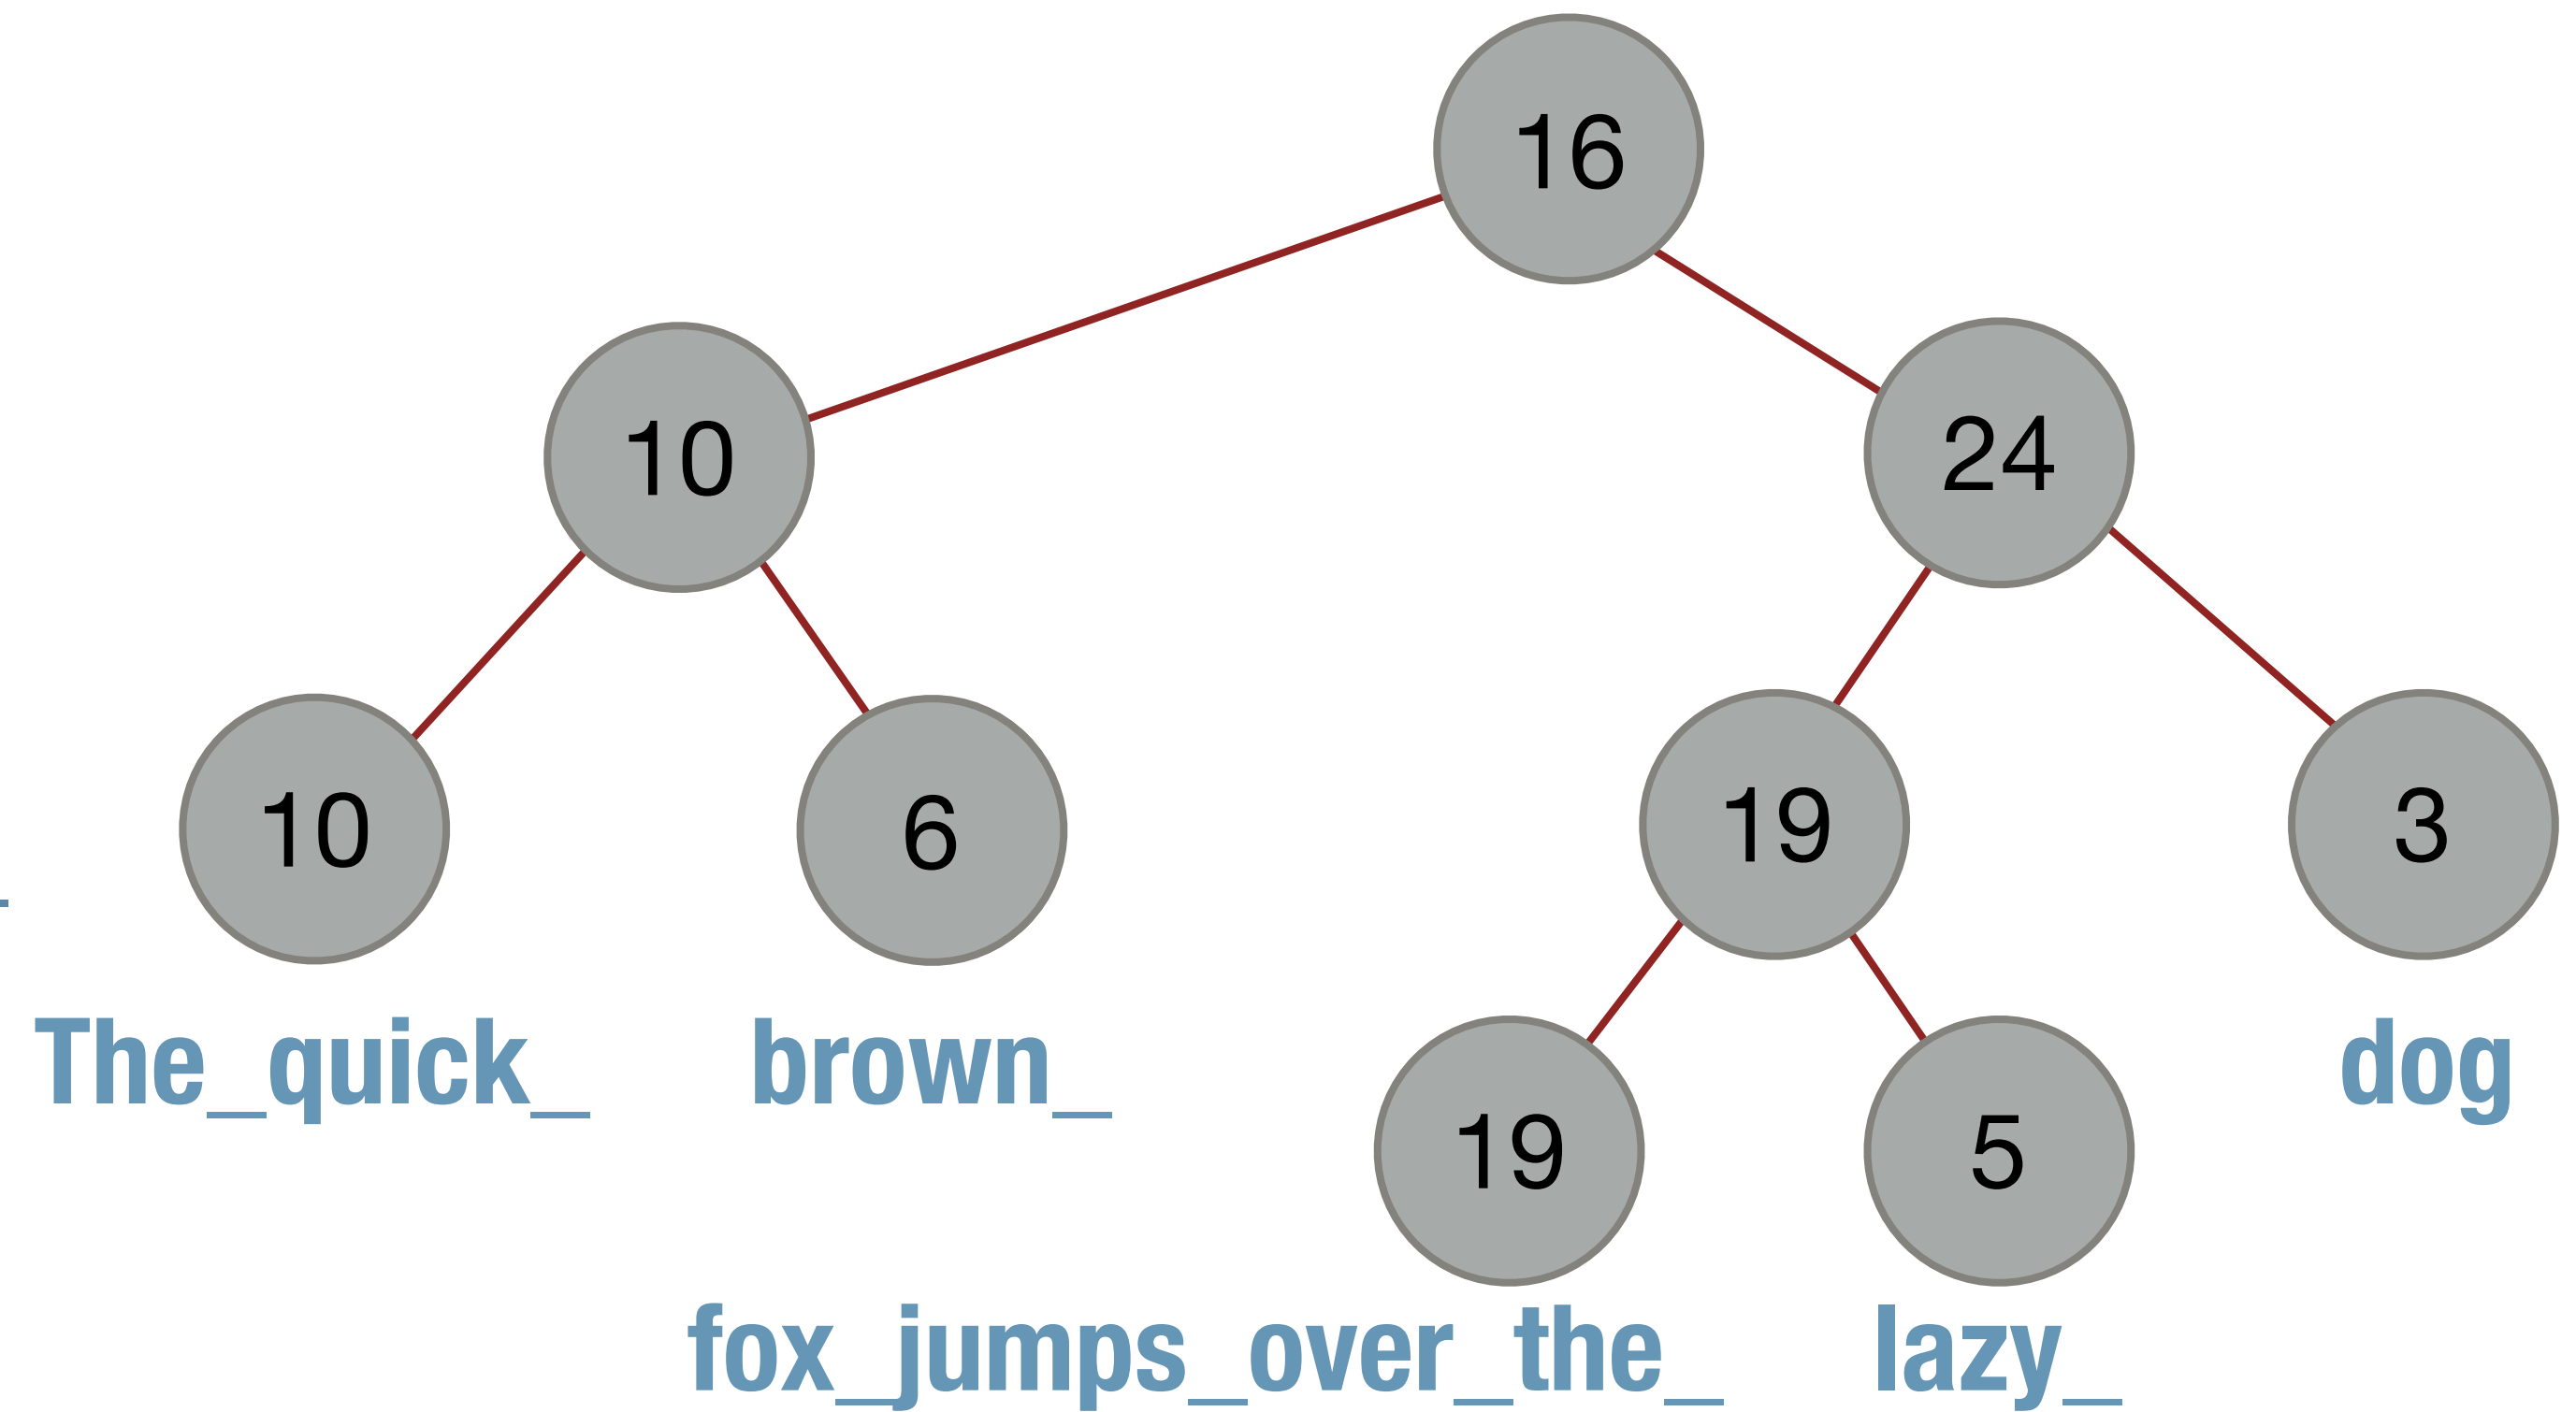 16
10 24
10 6 19 3
The_quick_ brown_ dog
19 5
fox_jumps_over_the_ lazy_